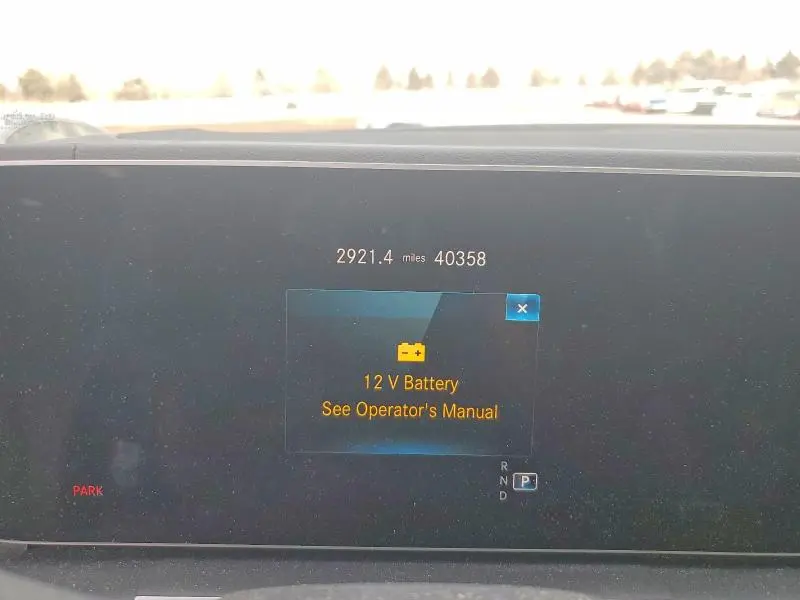 2921.4 miles 40358
×
12 V Battery
See Operator's Manual
R
N P
D
PARK